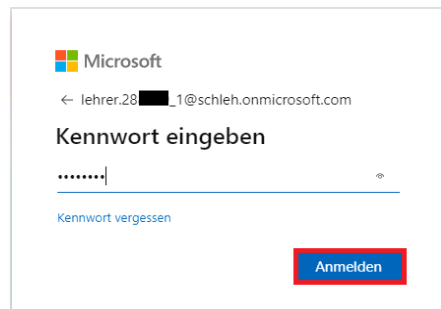 Microsoft
← lehrer.28 _1@schleh.onmicrosoft.com
Kennwort eingeben
••••••••
Kennwort vergessen
Anmelden